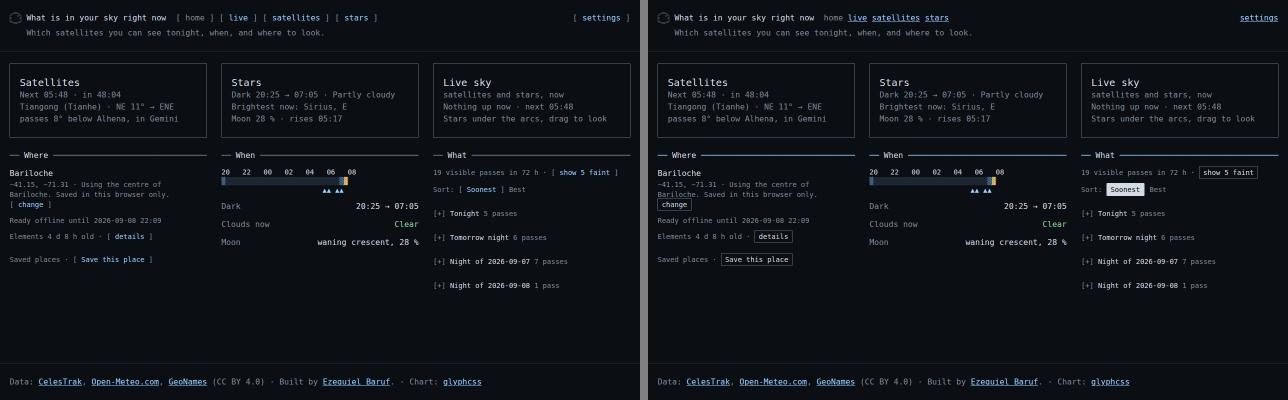 What is in your sky right now [ home ] [ live ] [ satellites ] [ stars ] [ settings ]
Which satellites you can see tonight, when, and where to look.
Satellites
Next 05:48 · in 48:04
Tiangong (Tianhe) · NE 11° → ENE
passes 8° below Alhena, in Gemini
Stars
Dark 20:25 → 07:05 · Partly cloudy
Brightest now: Sirius, E
Moon 28 % · rises 05:17
Live sky
satellites and stars, now
Nothing up now · next 05:48
Stars under the arcs, drag to look
Where
Bariloche
−41.15, −71.31 · Using the centre of
Bariloche. Saved in this browser only.
[ change ]
Ready offline until 2026-09-08 22:09
Elements 4 d 8 h old · [ details ]
Saved places · [ Save this place ]
When
20 22 00 02 04 06 08
▲▲ ▲▲
Dark 20:25 → 07:05
Clouds now Clear
Moon waning crescent, 28 %
What
19 visible passes in 72 h · [ show 5 faint ]
Sort: [ Soonest ] Best
[+] Tonight 5 passes
[+] Tomorrow night 6 passes
[+] Night of 2026-09-07 7 passes
[+] Night of 2026-09-08 1 pass
Data: CelesTrak, Open-Meteo.com, GeoNames (CC BY 4.0) · Built by Ezequiel Baruf. · Chart: glyphcss
What is in your sky right now home live satellites stars settings
Which satellites you can see tonight, when, and where to look.
Satellites
Next 05:48 · in 48:04
Tiangong (Tianhe) · NE 11° → ENE
passes 8° below Alhena, in Gemini
Stars
Dark 20:25 → 07:05 · Partly cloudy
Brightest now: Sirius, E
Moon 28 % · rises 05:17
Live sky
satellites and stars, now
Nothing up now · next 05:48
Stars under the arcs, drag to look
Where
Bariloche
−41.15, −71.31 · Using the centre of
Bariloche. Saved in this browser only.
change
Ready offline until 2026-09-08 22:09
Elements 4 d 8 h old · details
Saved places · Save this place
When
20 22 00 02 04 06 08
▲▲ ▲▲
Dark 20:25 → 07:05
Clouds now Clear
Moon waning crescent, 28 %
What
19 visible passes in 72 h · show 5 faint
Sort: Soonest Best
[+] Tonight 5 passes
[+] Tomorrow night 6 passes
[+] Night of 2026-09-07 7 passes
[+] Night of 2026-09-08 1 pass
Data: CelesTrak, Open-Meteo.com, GeoNames (CC BY 4.0) · Built by Ezequiel Baruf. · Chart: glyphcss